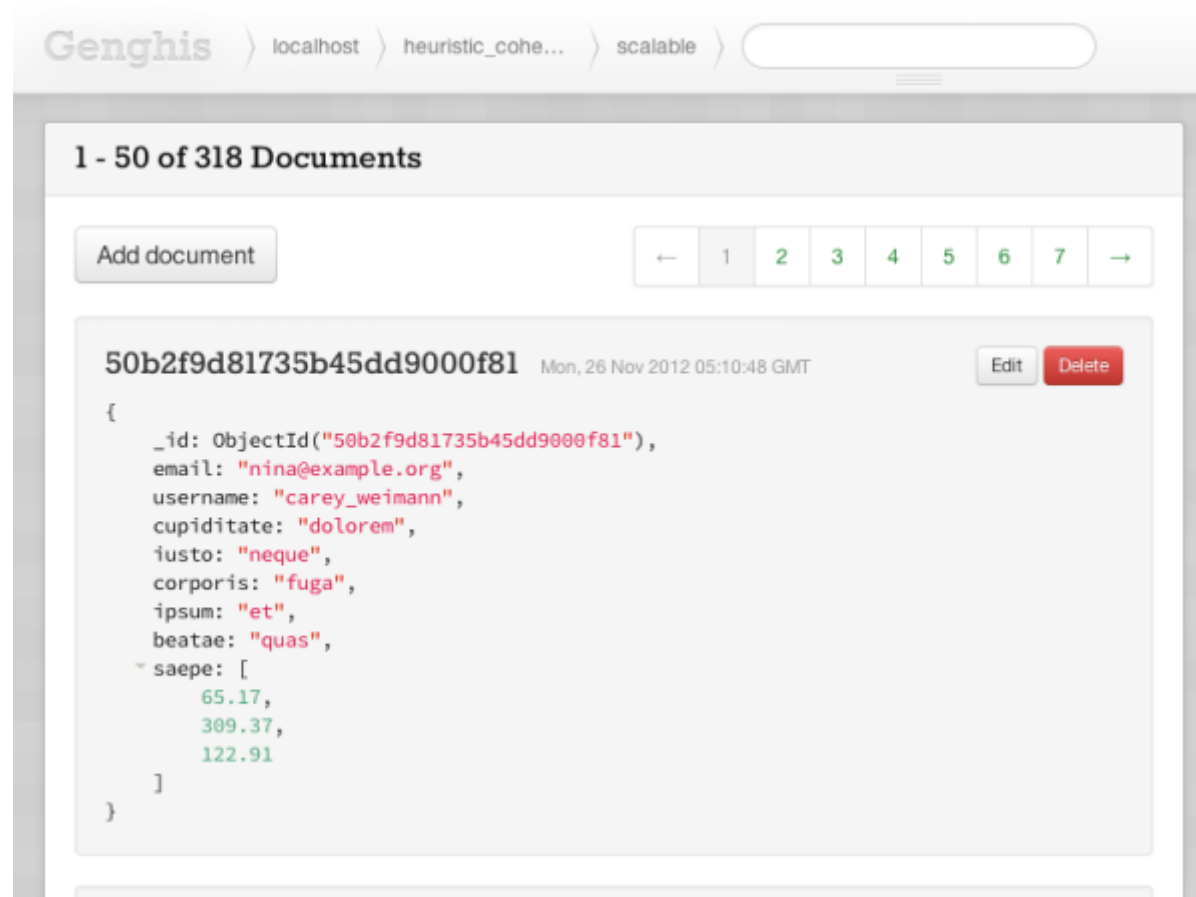 Genghis localhost heuristic_cohe... scalable
1 - 50 of 318 Documents
Add document ← 1 2 3 4 5 6 7 →
50b2f9d81735b45dd9000f81 Mon, 26 Nov 2012 05:10:48 GMT Edit Delete
{
_id: ObjectId("50b2f9d81735b45dd9000f81"),
email: "nina@example.org",
username: "carey_weimann",
cupiditate: "dolorem",
iusto: "neque",
corporis: "fuga",
ipsum: "et",
beatae: "quas",
saepe: [
65.17,
309.37,
122.91
]
}